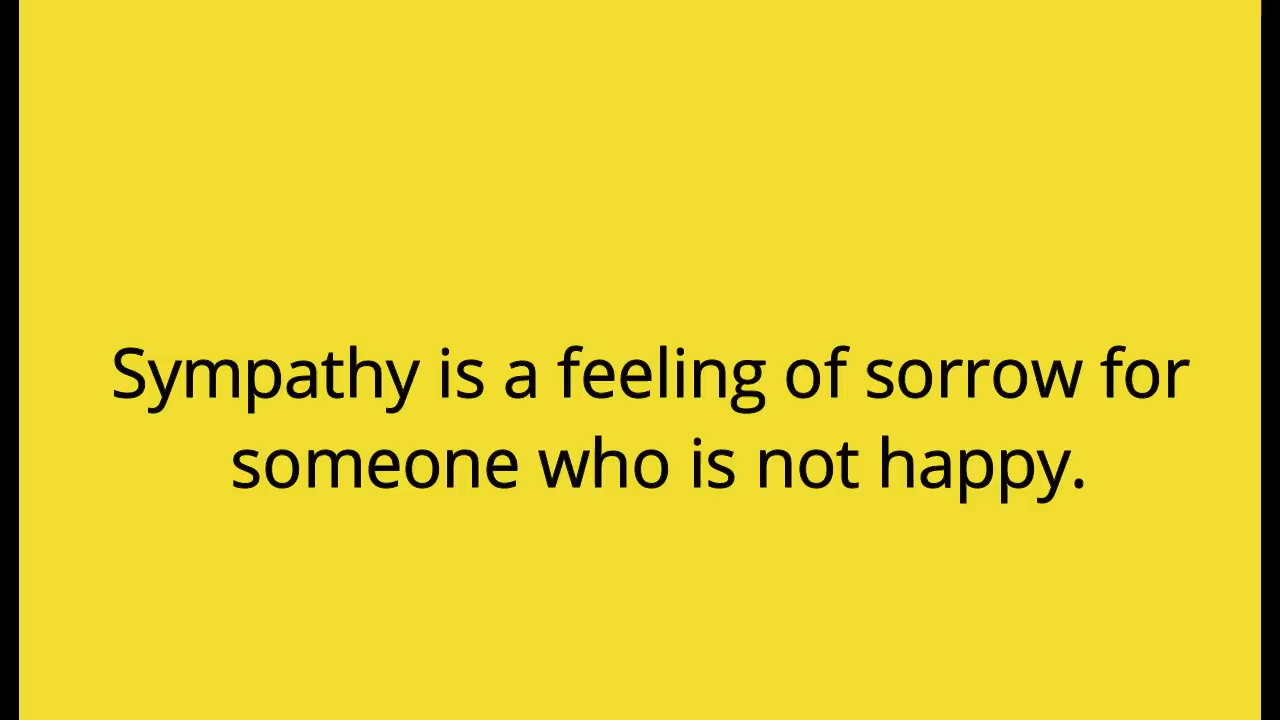 Sympathy is a feeling of sorrow for
someone who is not happy.